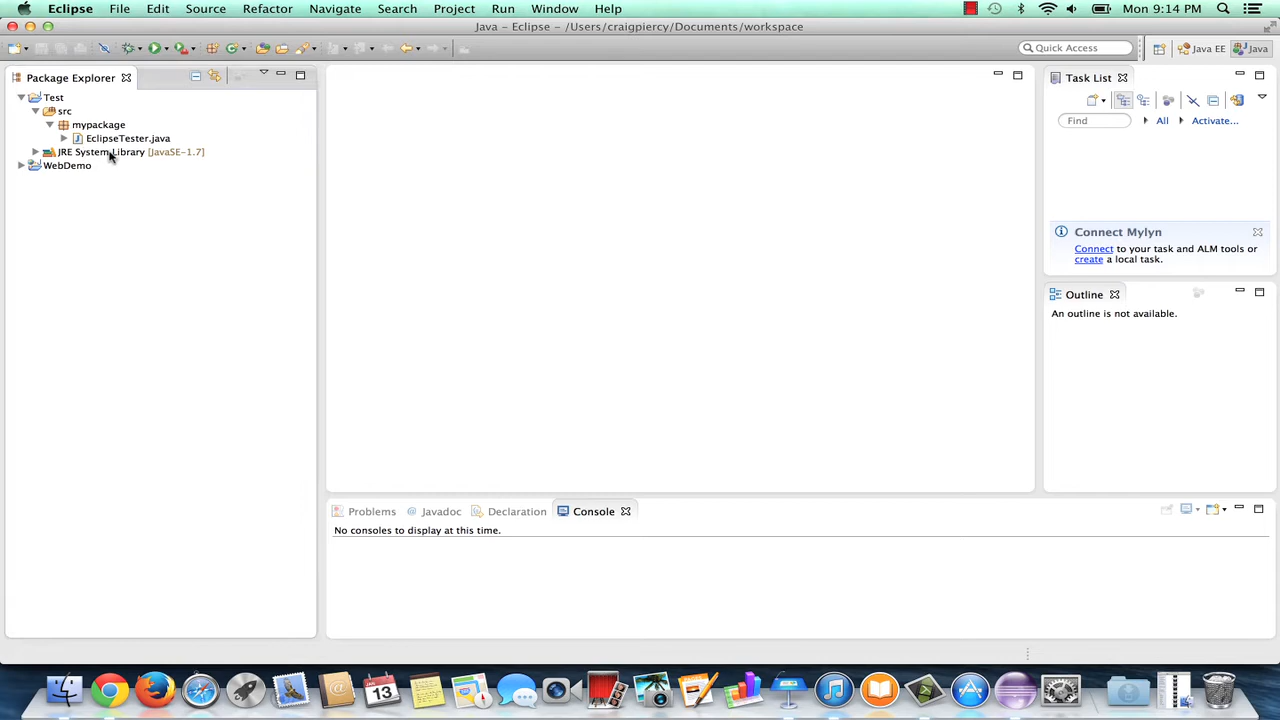 Eclipse File Edit Source Refactor Navigate Search Project Run Window Help Mon 9:14 PM
Java – Eclipse – /Users/craigpiercy/Documents/workspace
Quick Access Java EE Java
Package Explorer
Test
src
mypackage
EclipseTester.java
JRE System Library [JavaSE-1.7]
WebDemo
Task List
Find All Activate...
Connect Mylyn
Connect to your task and ALM tools or
create a local task.
Outline
An outline is not available.
Problems @ Javadoc Declaration Console
No consoles to display at this time.
JAN
13